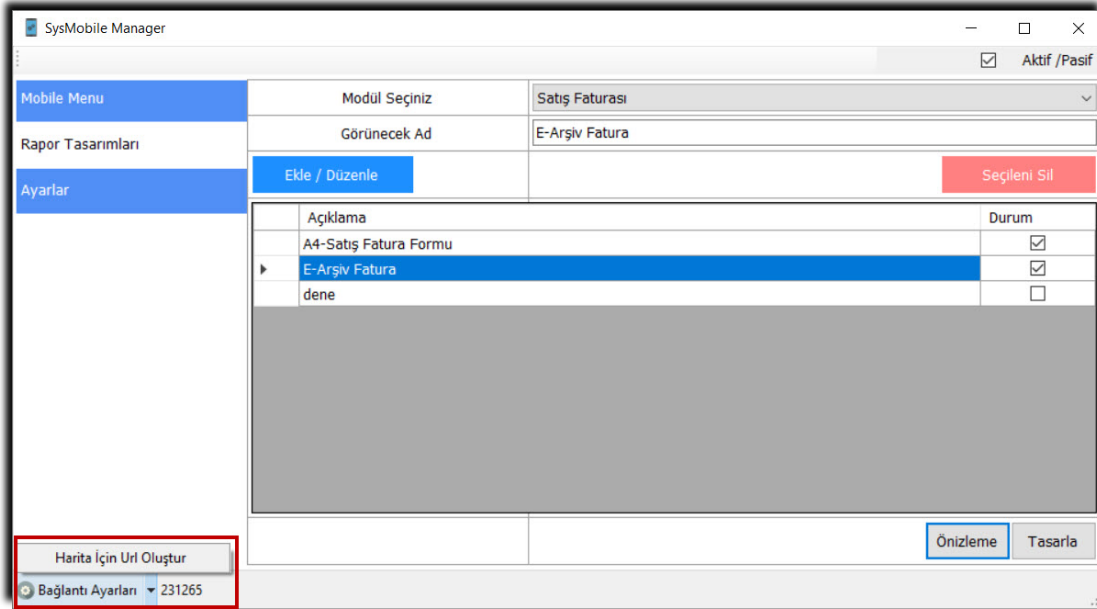 SysMobile Manager
Aktif /Pasif
Mobile Menu
Rapor Tasarımları
Ayarlar
Modül Seçiniz
Satış Faturası
Görünecek Ad
E-Arşiv Fatura
Ekle / Düzenle
Seçileni Sil
Açıklama
Durum
A4-Satış Fatura Formu
E-Arşiv Fatura
dene
Önizleme
Tasarla
Harita İçin Url Oluştur
Bağlantı Ayarları
231265